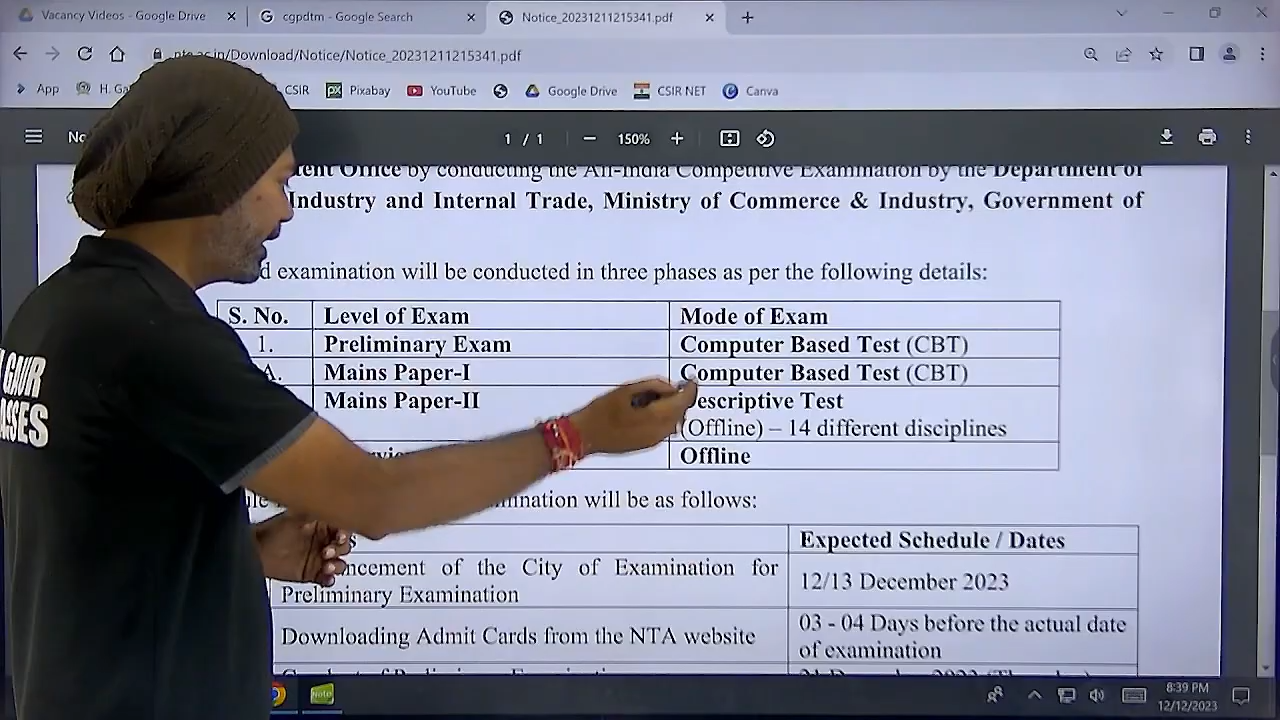 Vacancy Videos - Google Drive
cgpdtm - Google Search
Notice_20231211215341.pdf
nta.ac.in/Download/Notice/Notice_20231211215341.pdf
App
CSIR
Pixabay
YouTube
Google Drive
CSIR NET
Canva
1 / 1
150%
Office by conducting the All-India Competitive Examination by the Department of
Industry and Internal Trade, Ministry of Commerce & Industry, Government of
examination will be conducted in three phases as per the following details:
S. No. Level of Exam Mode of Exam
1. Preliminary Exam Computer Based Test (CBT)
A. Mains Paper-I Computer Based Test (CBT)
Mains Paper-II Descriptive Test
(Offline) – 14 different disciplines
Offline
will be as follows:
Expected Schedule / Dates
of the City of Examination for
Preliminary Examination
12/13 December 2023
Downloading Admit Cards from the NTA website
03 - 04 Days before the actual date
of examination
GAUR
8:39 PM
12/12/2023